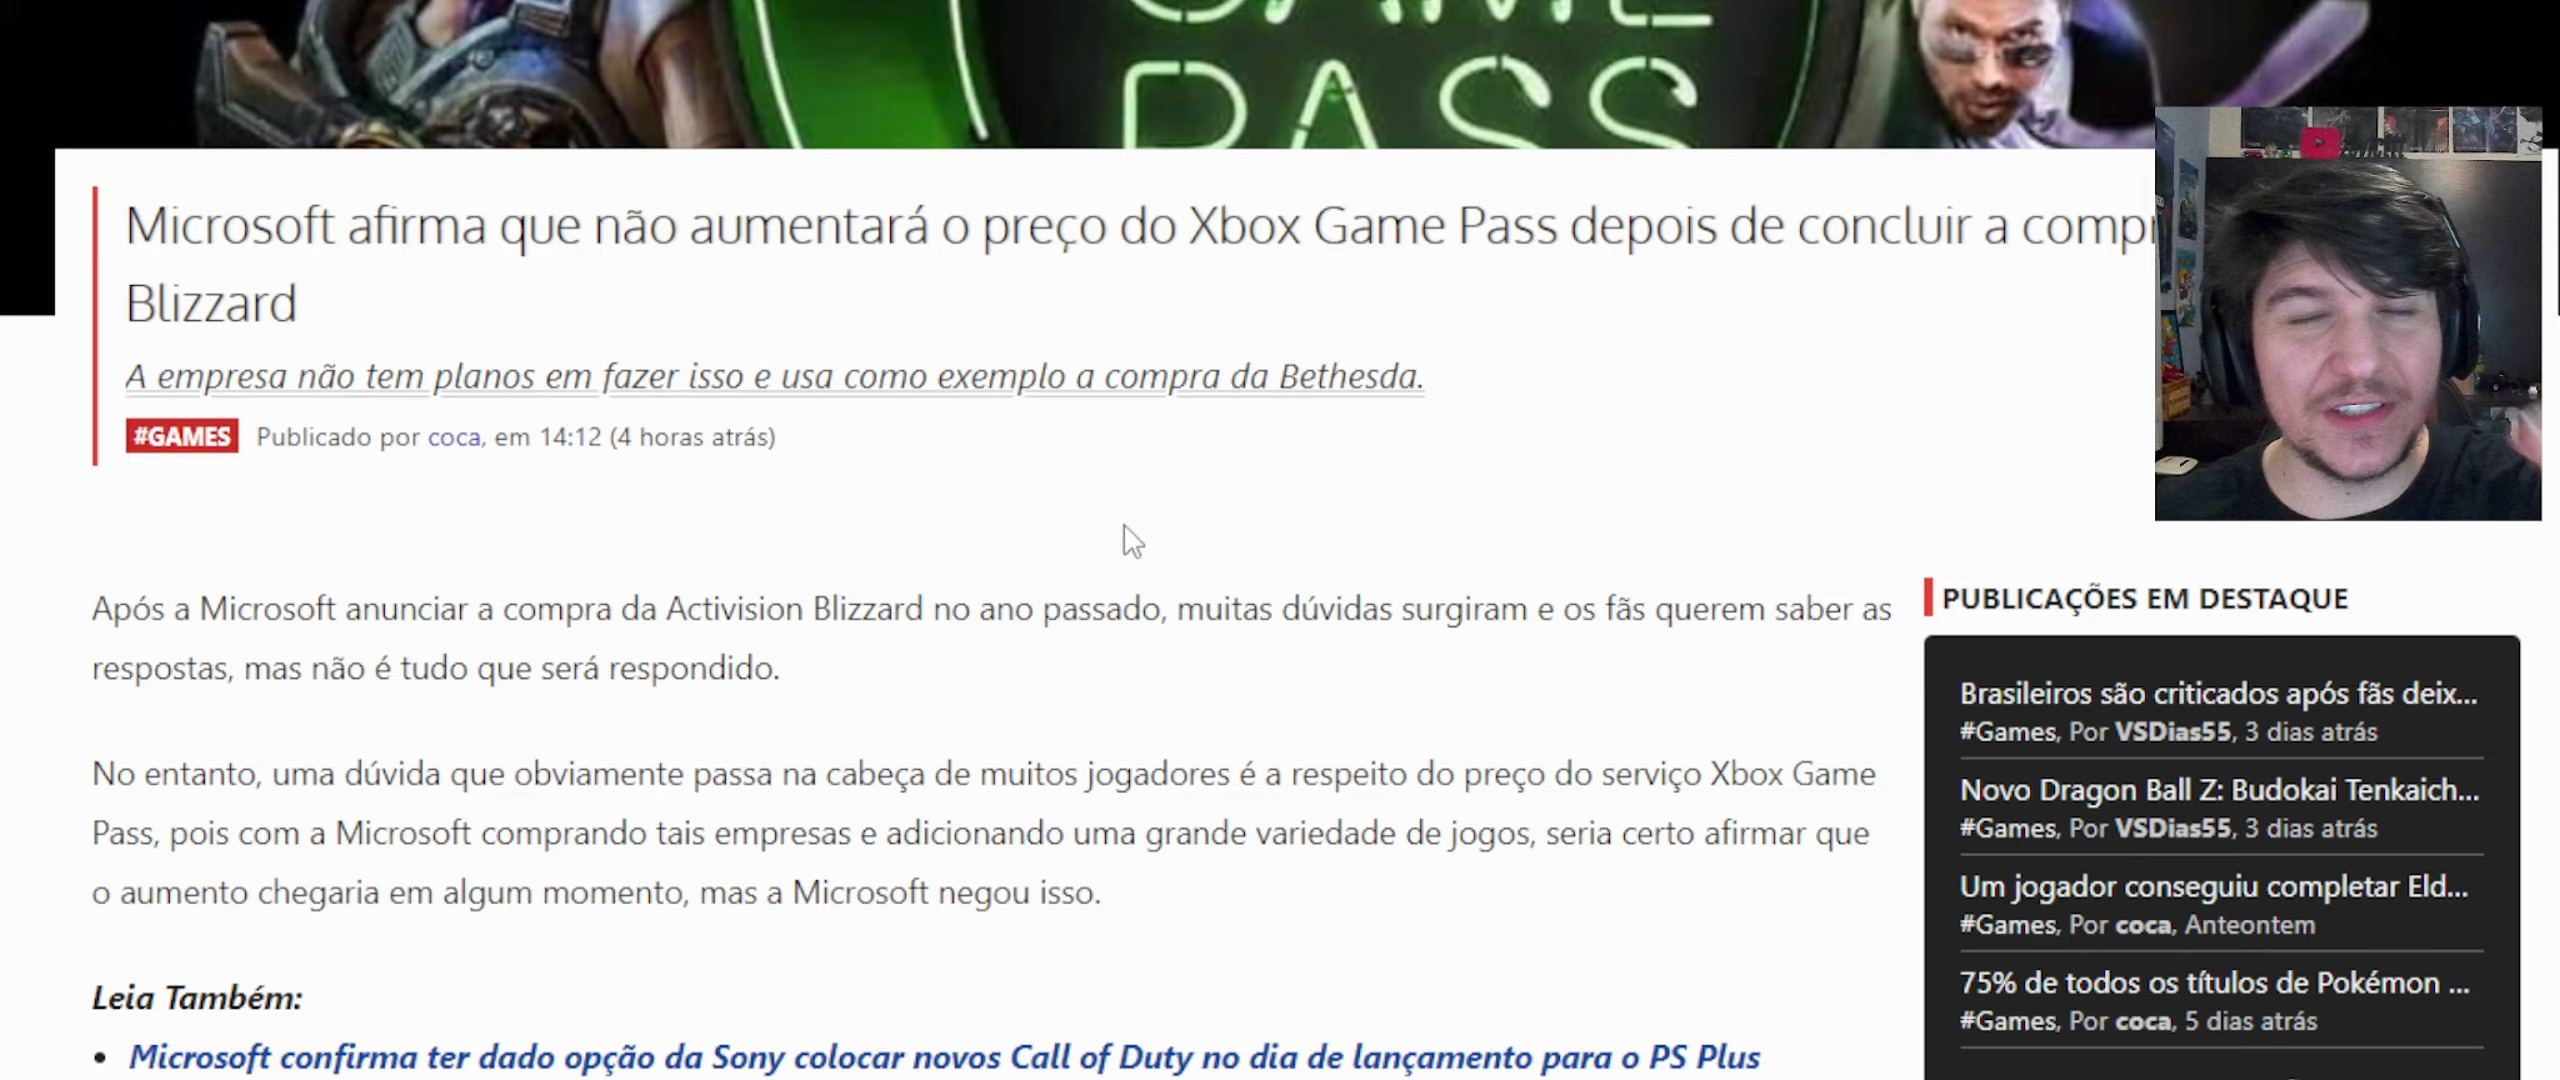 GAME
PASS
Microsoft afirma que não aumentará o preço do Xbox Game Pass depois de concluir a
Blizzard
A empresa não tem planos em fazer isso e usa como exemplo a compra da Bethesda.
#GAMES Publicado por coca, em 14:12 (4 horas atrás)
Após a Microsoft anunciar a compra da Activision Blizzard no ano passado, muitas dúvidas surgiram e os fãs querem saber as
respostas, mas não é tudo que será respondido.
No entanto, uma dúvida que obviamente passa na cabeça de muitos jogadores é a respeito do preço do serviço Xbox Game
Pass, pois com a Microsoft comprando tais empresas e adicionando uma grande variedade de jogos, seria certo afirmar que
o aumento chegaria em algum momento, mas a Microsoft negou isso.
Leia Também:
• Microsoft confirma ter dado opção da Sony colocar novos Call of Duty no dia de lançamento para o PS Plus
PUBLICAÇÕES EM DESTAQUE
Brasileiros são criticados após fãs deix...
#Games, Por VSDias55, 3 dias atrás
Novo Dragon Ball Z: Budokai Tenkaich...
#Games, Por VSDias55, 3 dias atrás
Um jogador conseguiu completar Eld...
#Games, Por coca, Anteontem
75% de todos os títulos de Pokémon ...
#Games, Por coca, 5 dias atrás